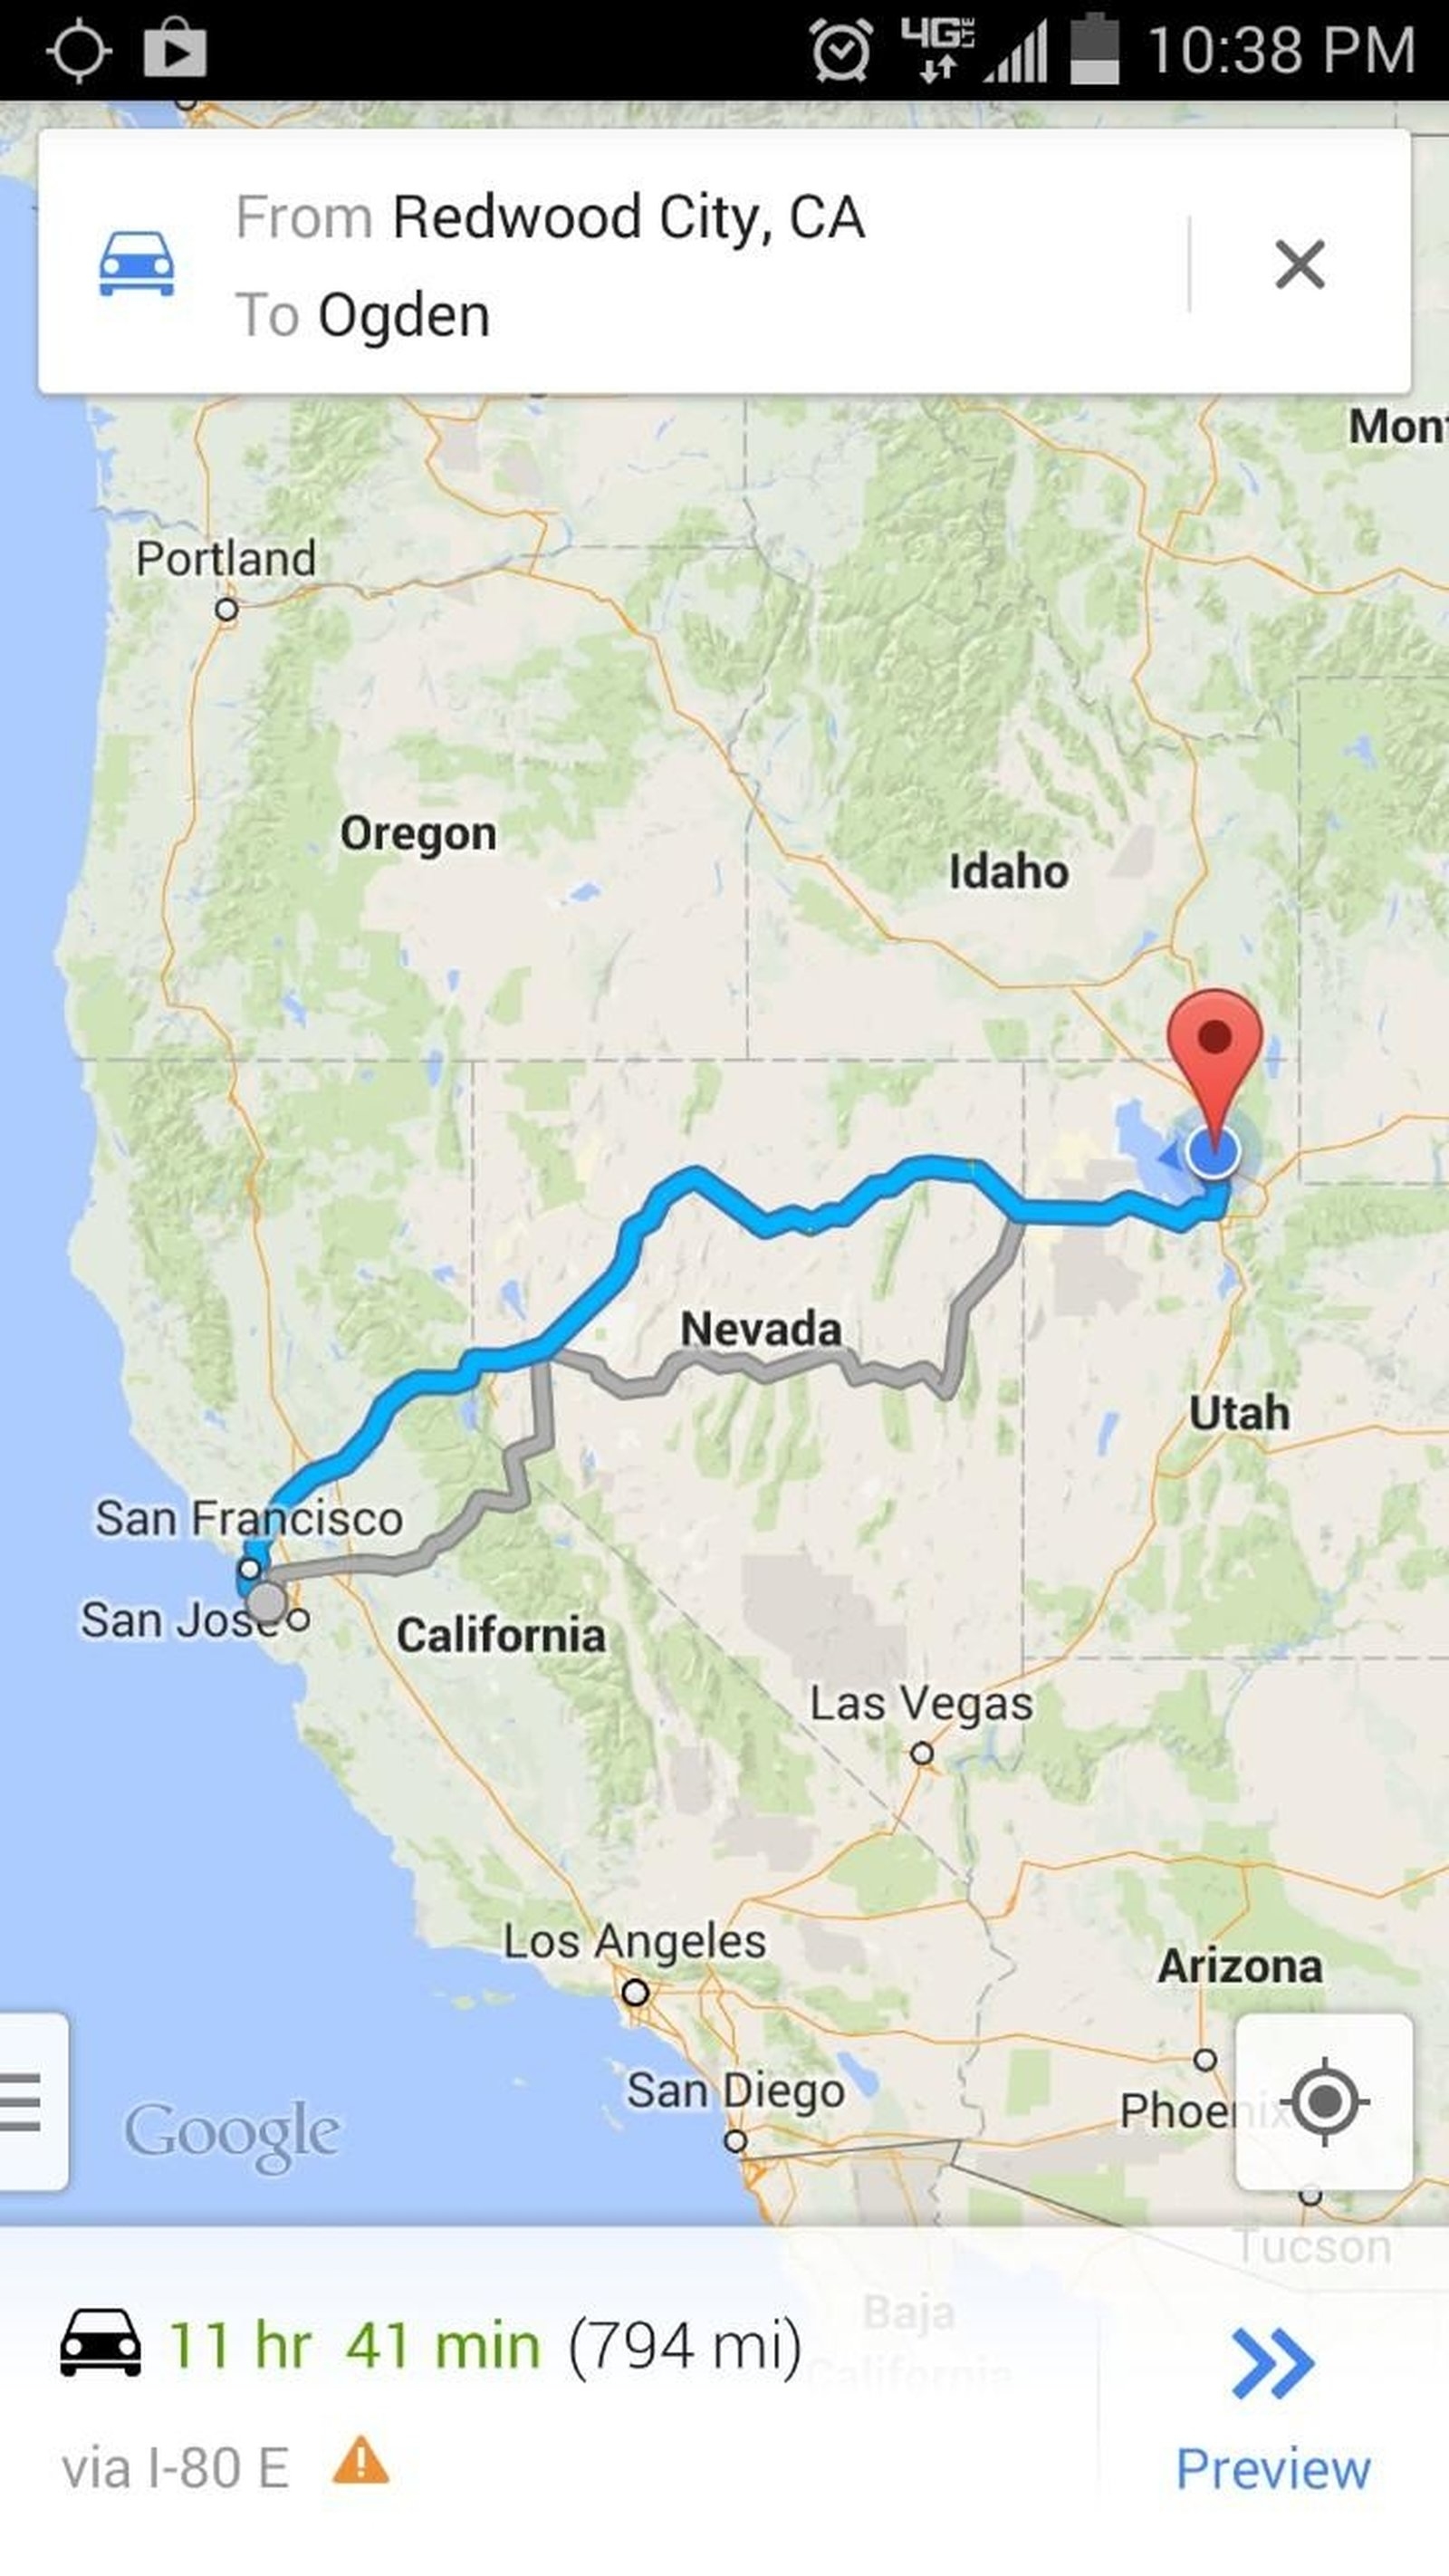 4G LTE 10:38 PM
From Redwood City, CA
To Ogden
Mont
Portland
Oregon
Idaho
Nevada
Utah
San Francisco
San Jose
California
Las Vegas
Los Angeles
Arizona
San Diego
Phoenix
Google
Tucson
Baja
California
11 hr 41 min (794 mi)
via I-80 E
Preview